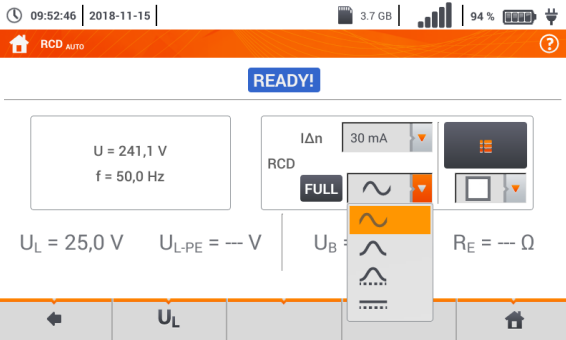 09:52:46 2018-11-15 3.7 GB 94 %
RCD AUTO ?
READY!
U = 241,1 V
f = 50,0 Hz
IΔn 30 mA
RCD
FULL
UL = 25,0 V UL-PE = --- V UB = RE = --- Ω
UL